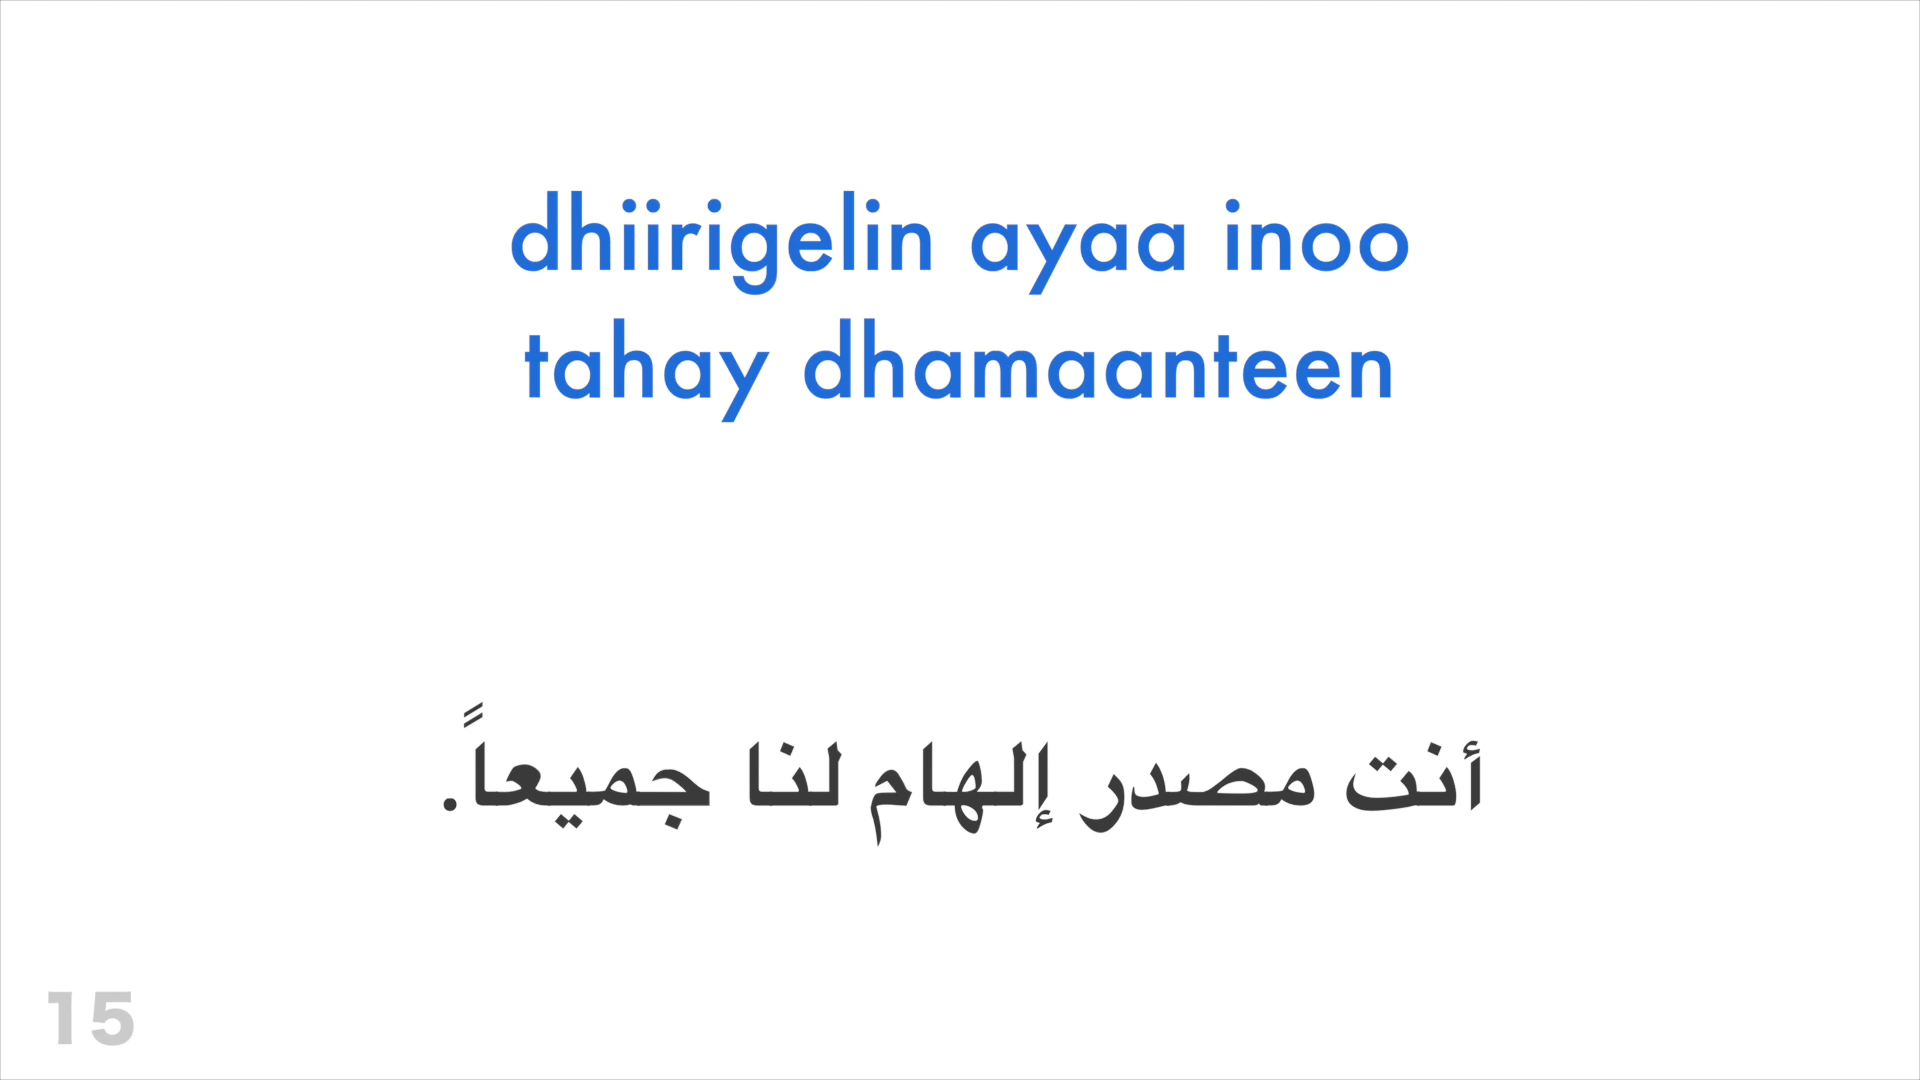 dhiirigelin ayaa inoo
tahay dhamaanteen
أنت مصدر إلهام لنا جميعاً.
15